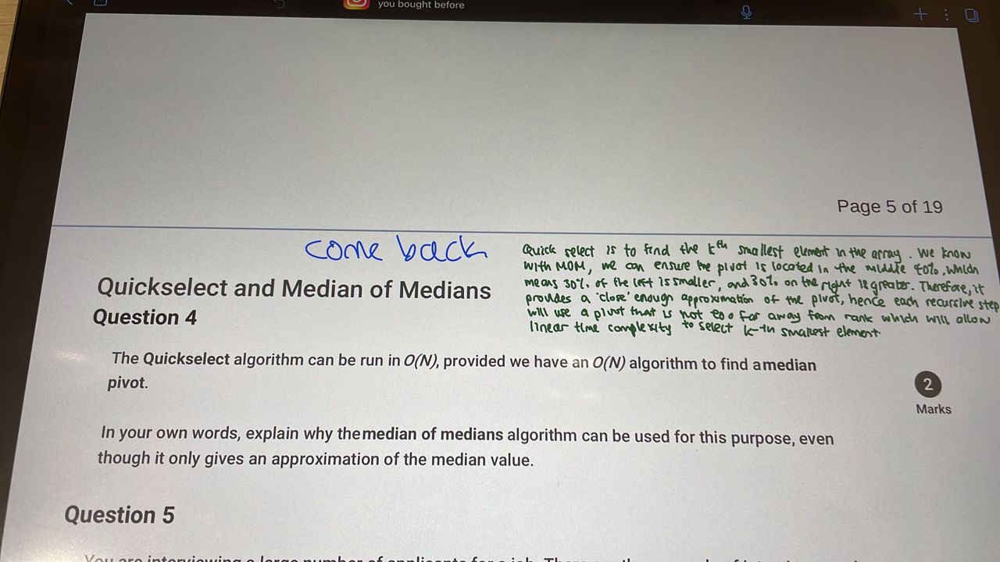 you bought before
Page 5 of 19
come back
Quick select is to find the kth smallest element in the array. We know
with MOM, we can ensure the pivot is located in the middle 40%, which
means 30% of the left is smaller, and 30% on the right is greater. Therefore, it
provides a 'close' enough approximation of the pivot, hence each recursive step
will use a pivot that is not too far away from rank which will allow
linear time complexity to select k-th smallest element.
Quickselect and Median of Medians
Question 4
The Quickselect algorithm can be run in O(N), provided we have an O(N) algorithm to find a median
pivot.
2
Marks
In your own words, explain why the median of medians algorithm can be used for this purpose, even
though it only gives an approximation of the median value.
Question 5
You are interviewing a large number of applicants for a job. There are